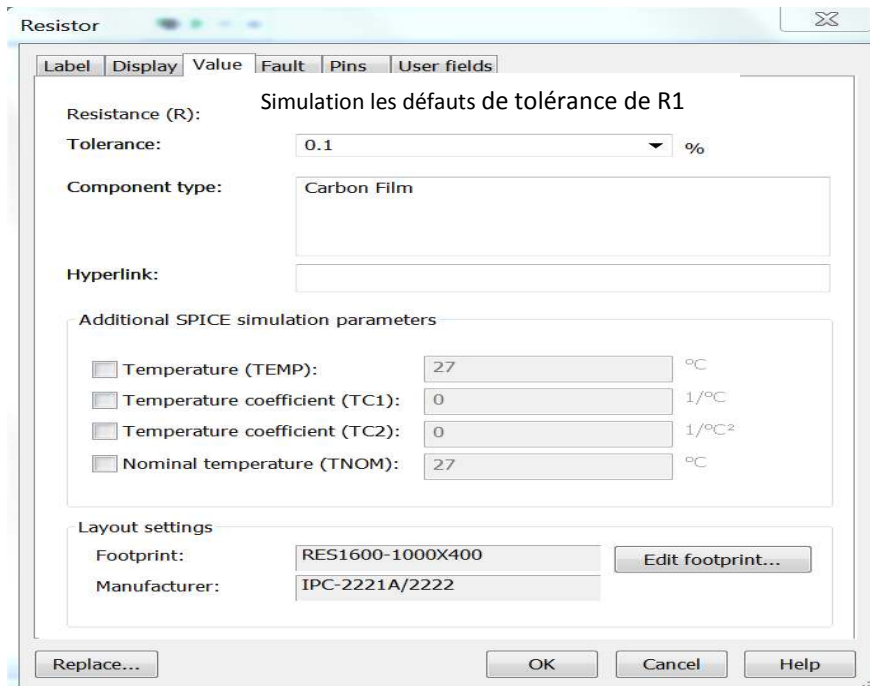 Resistor
Label Display Value Fault Pins User fields
Simulation les défauts de tolérance de R1
Resistance (R):
Tolerance: 0.1 %
Component type: Carbon Film
Hyperlink:
Additional SPICE simulation parameters
Temperature (TEMP): 27 °C
Temperature coefficient (TC1): 0 1/°C
Temperature coefficient (TC2): 0 1/°C²
Nominal temperature (TNOM): 27 °C
Layout settings
Footprint: RES1600-1000X400 Edit footprint...
Manufacturer: IPC-2221A/2222
Replace... OK Cancel Help